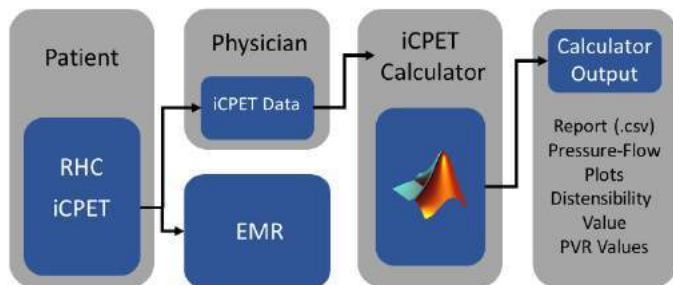 Patient
RHC
iCPET
Physician
iCPET Data
EMR
iCPET
Calculator
Calculator
Output
Report (.csv)
Pressure-Flow
Plots
Distensibility
Value
PVR Values